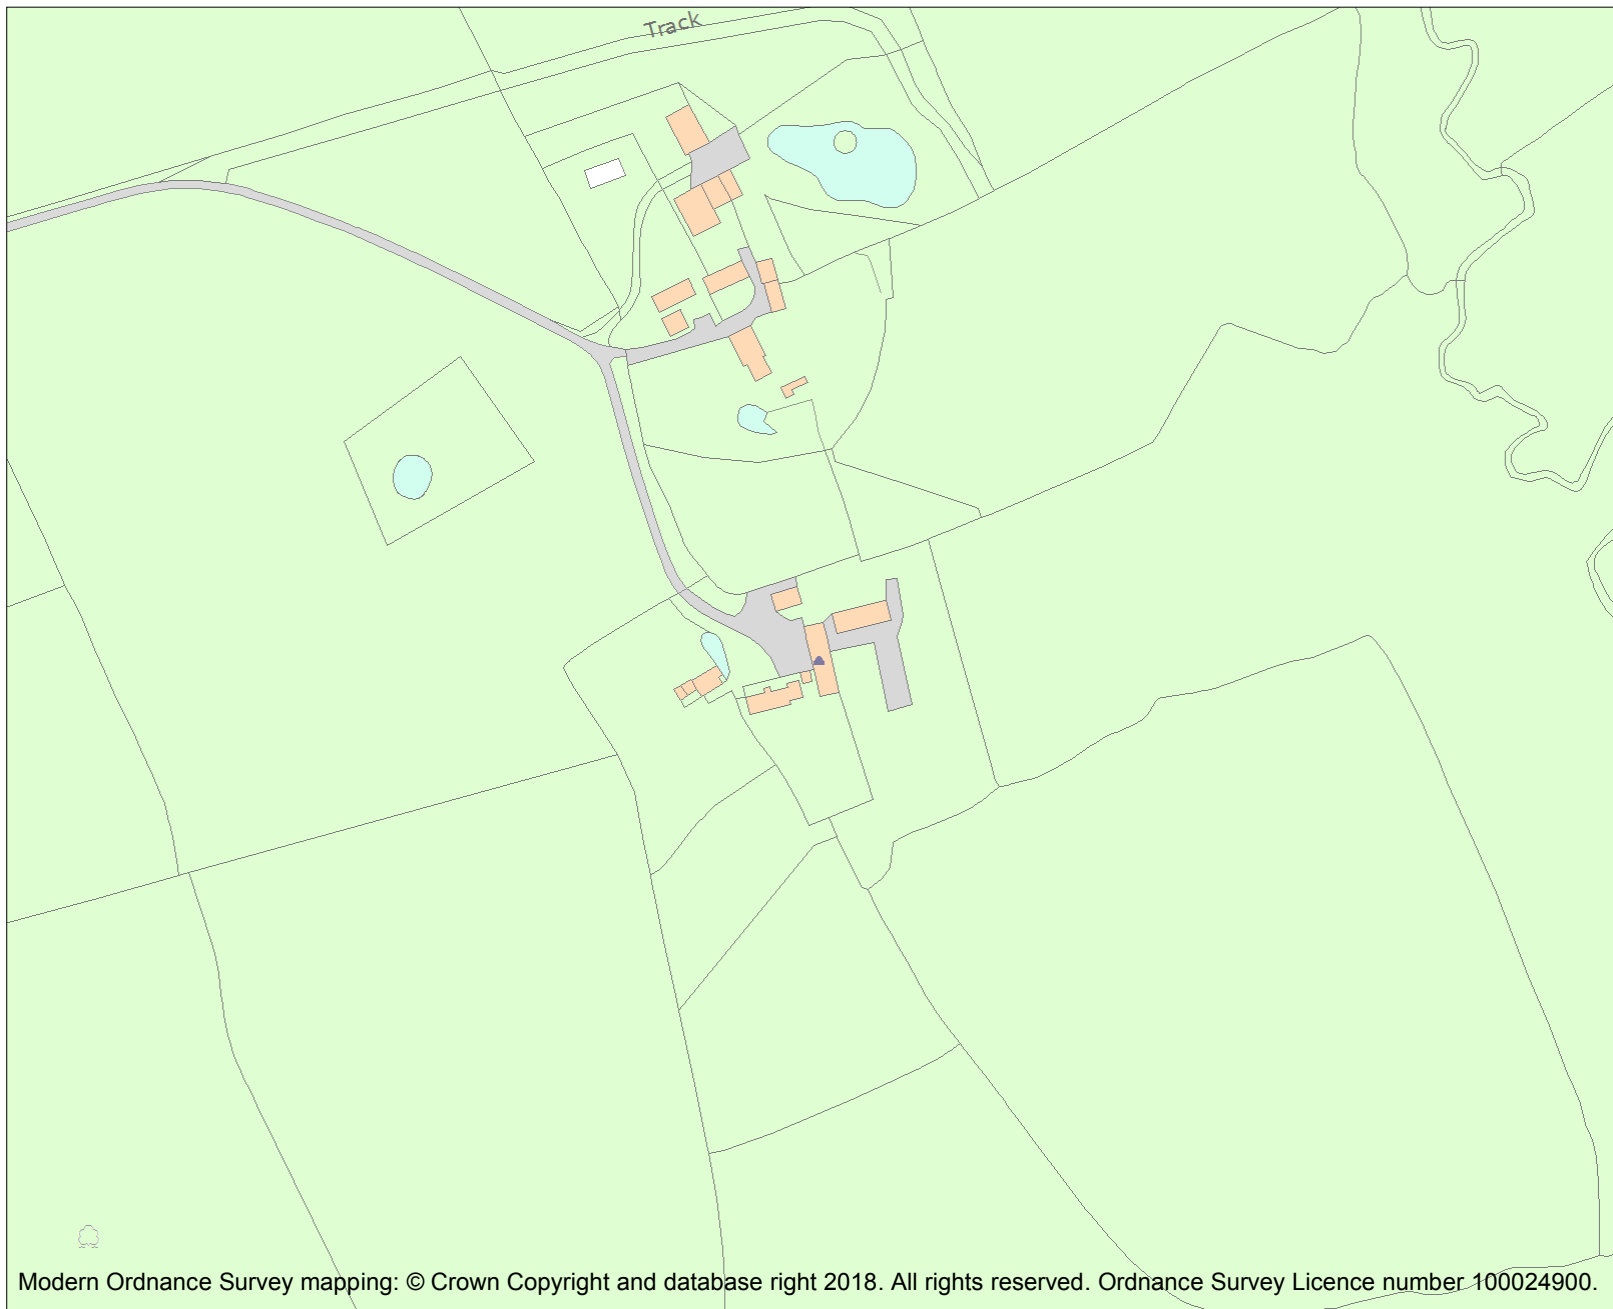 Track
Modern Ordnance Survey mapping: © Crown Copyright and database right 2018. All rights reserved. Ordnance Survey Licence number 100024900.